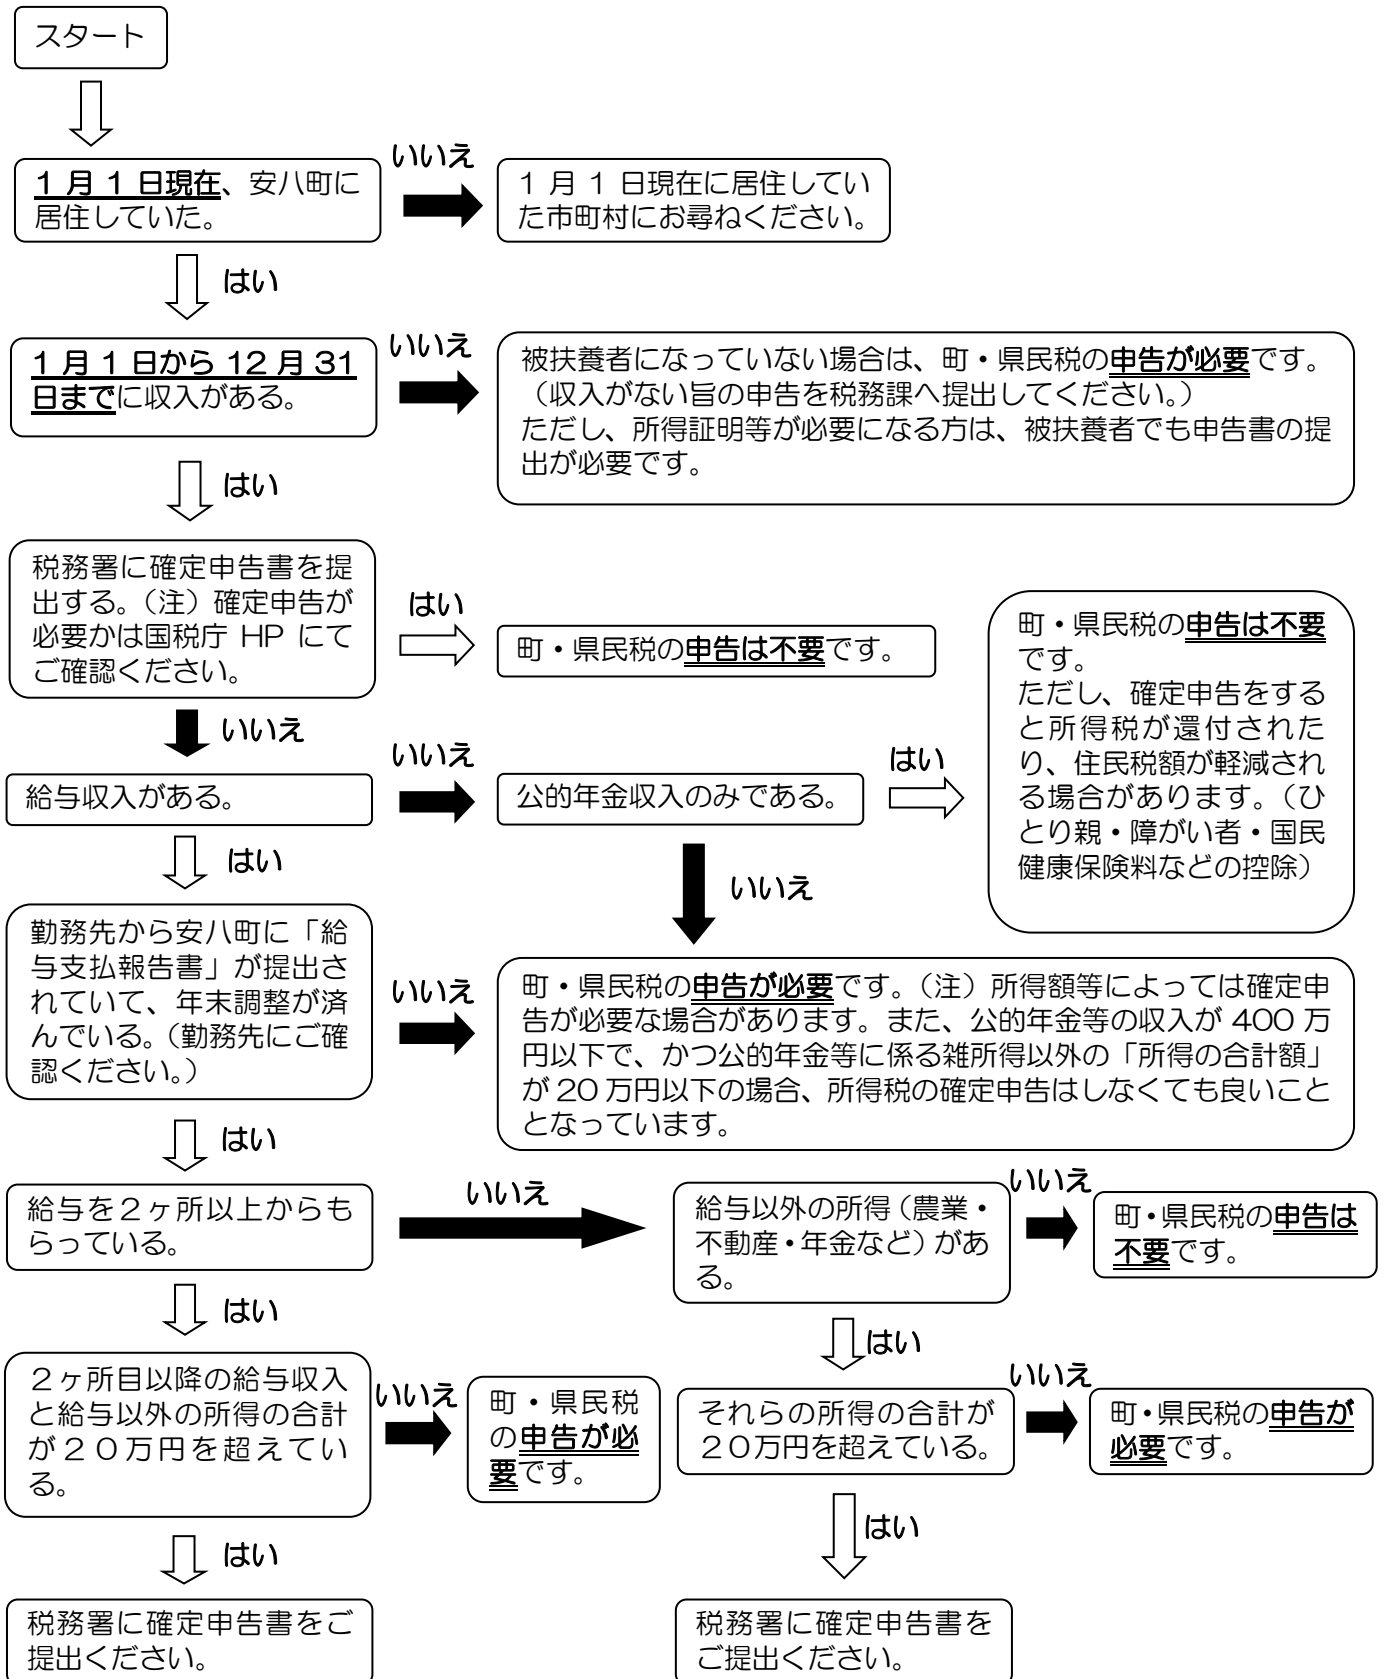 スタート
いいえ
1 月 1 日現在、安八町に
居住していた。
1 月 1 日現在に居住してい
た市町村にお尋ねください。
はい
1 月 1 日から 12 月 31
日までに収入がある。
いいえ
被扶養者になっていない場合は、町・県民税の申告が必要です。
（収入がない旨の申告を税務課へ提出してください。）
ただし、所得証明等が必要になる方は、被扶養者でも申告書の提
出が必要です。
はい
税務署に確定申告書を提
出する。（注）確定申告が
必要かは国税庁 HP にて
ご確認ください。
はい
町・県民税の申告は不要です。
町・県民税の申告は不要
です。
ただし、確定申告をする
と所得税が還付された
り、住民税額が軽減され
る場合があります。（ひ
とり親・障がい者・国民
健康保険料などの控除）
いいえ
給与収入がある。
いいえ
公的年金収入のみである。
はい
はい
いいえ
勤務先から安八町に「給
与支払報告書」が提出さ
れていて、年末調整が済
んでいる。（勤務先にご確
認ください。）
いいえ
町・県民税の申告が必要です。（注）所得額等によっては確定申
告が必要な場合があります。また、公的年金等の収入が 400 万
円以下で、かつ公的年金等に係る雑所得以外の「所得の合計額」
が 20 万円以下の場合、所得税の確定申告はしなくても良いこと
となっています。
はい
給与を２ヶ所以上からも
らっている。
いいえ
給与以外の所得（農業・
不動産・年金など）があ
る。
いいえ
町・県民税の申告は
不要です。
はい
はい
２ヶ所目以降の給与収入
と給与以外の所得の合計
が２０万円を超えてい
る。
いいえ
町・県民税
の申告が必
要です。
それらの所得の合計が
２０万円を超えている。
いいえ
町・県民税の申告が
必要です。
はい
はい
税務署に確定申告書をご
提出ください。
税務署に確定申告書を
ご提出ください。